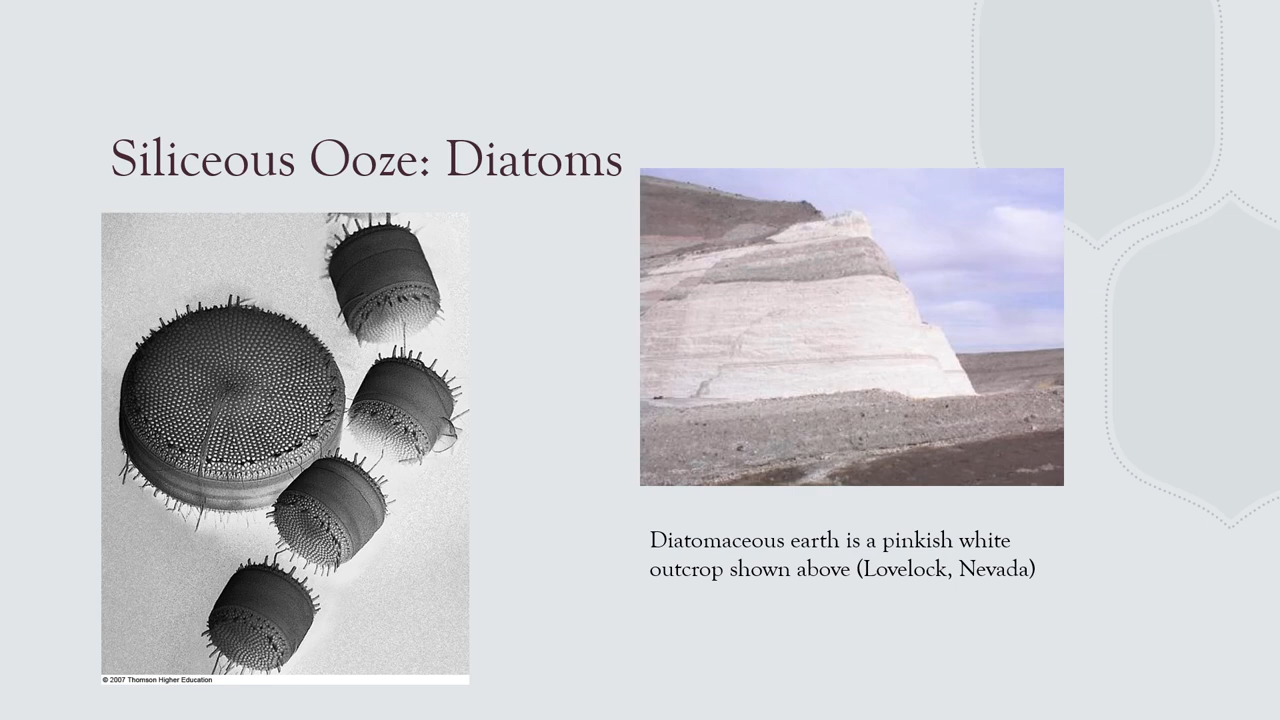 Siliceous Ooze: Diatoms
Diatomaceous earth is a pinkish white
outcrop shown above (Lovelock, Nevada)
© 2007 Thomson Higher Education